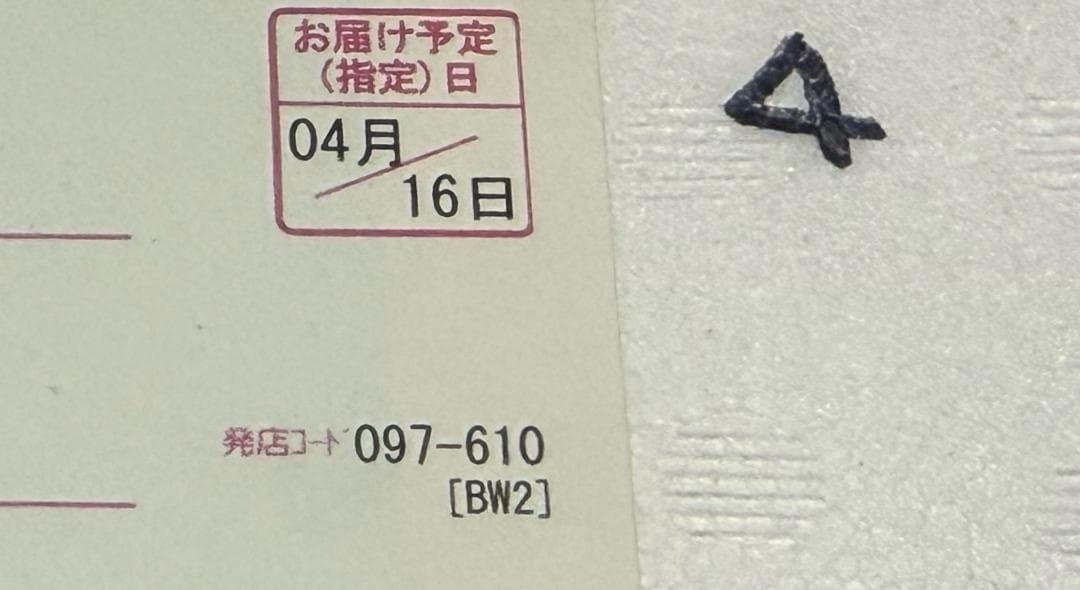 お届け予定
(指定)日
04月
16日
4
発店コード 097-610
[BW2]